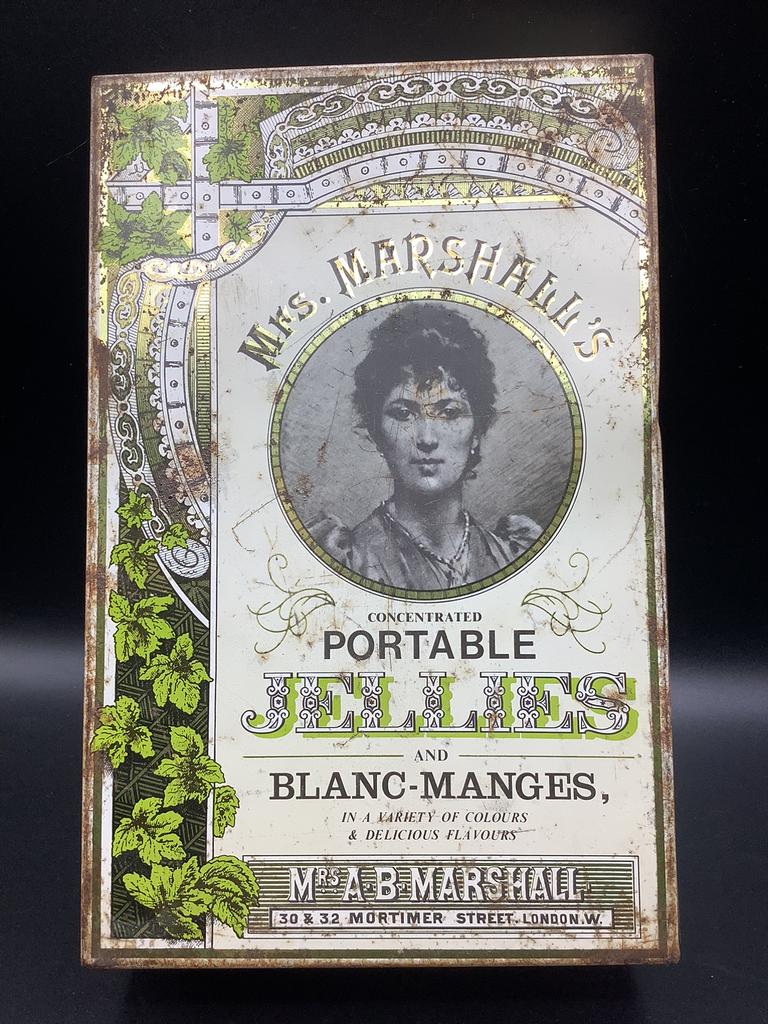 Mrs. MARSHALL'S
CONCENTRATED
PORTABLE
JELLIES
AND
BLANC-MANGES,
IN A VARIETY OF COLOURS
& DELICIOUS FLAVOURS
MRS A·B·MARSHALL
30 & 32 MORTIMER STREET, LONDON. W.